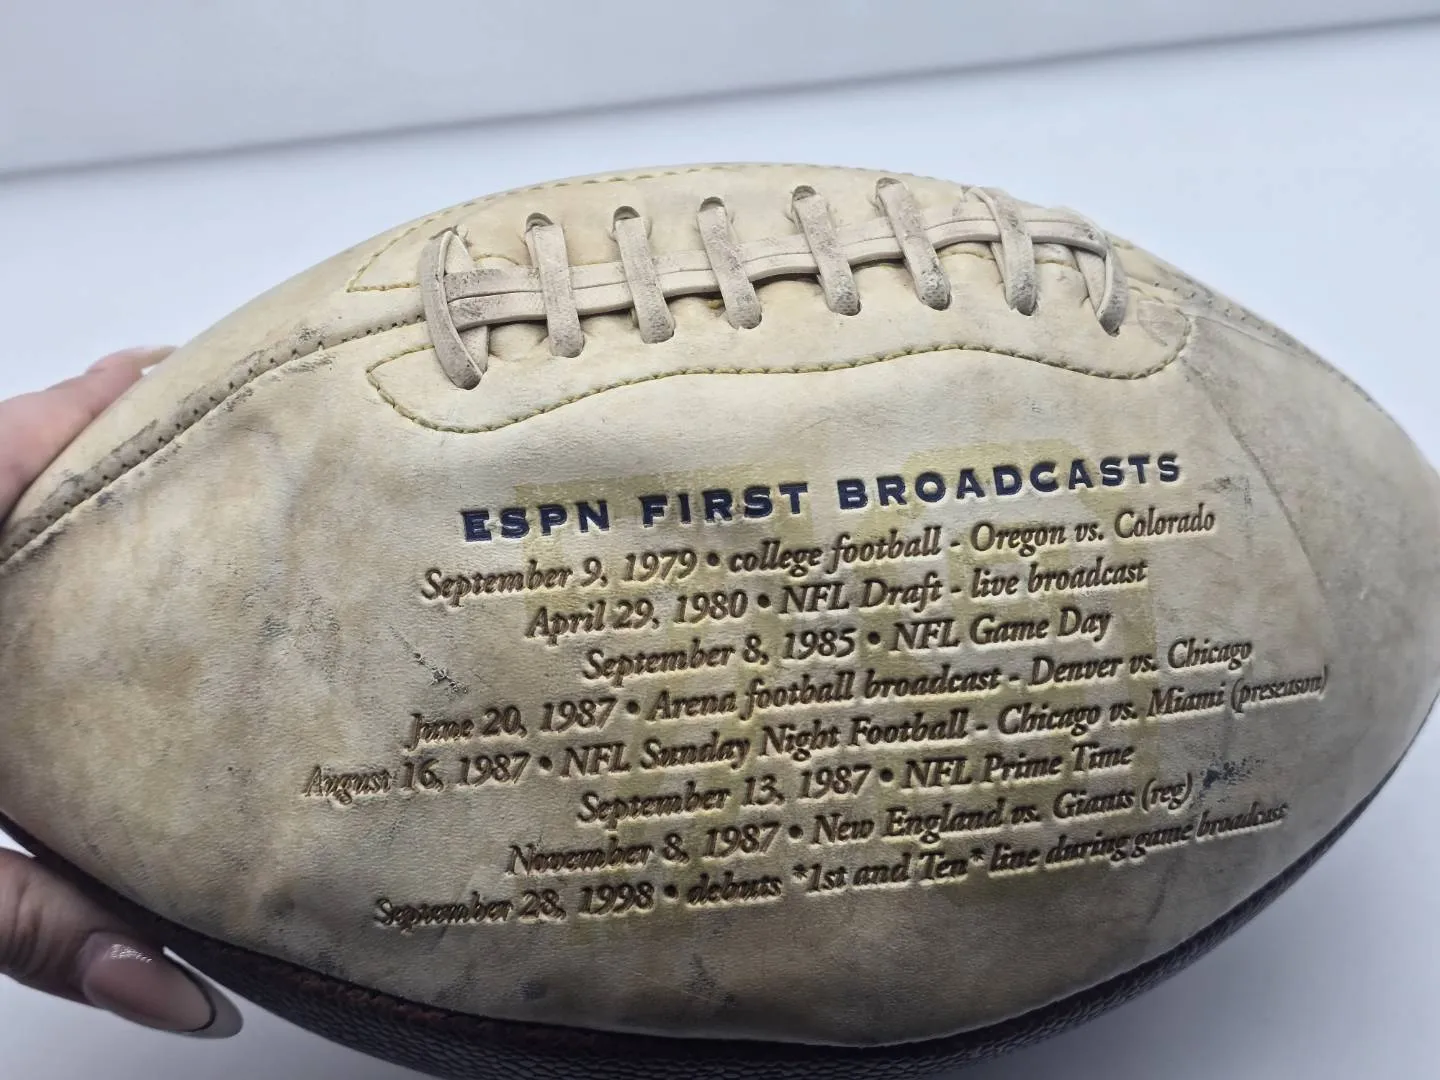 ESPN FIRST BROADCASTS
September 9, 1979 • college football - Oregon vs. Colorado
April 29, 1980 • NFL Draft - live broadcast
September 8, 1985 • NFL Game Day
June 20, 1987 • Arena football broadcast - Denver vs. Chicago
August 16, 1987 • NFL Sunday Night Football - Chicago vs. Miami (preseason)
September 13, 1987 • NFL Prime Time
November 8, 1987 • New England vs. Giants (reg)
September 28, 1998 • debuts *1st and Ten* line during game broadcast